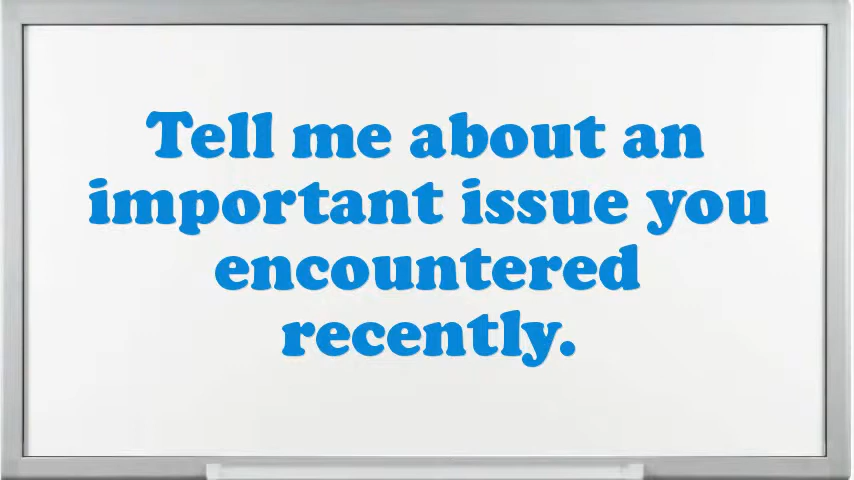 Tell me about an
important issue you
encountered
recently.